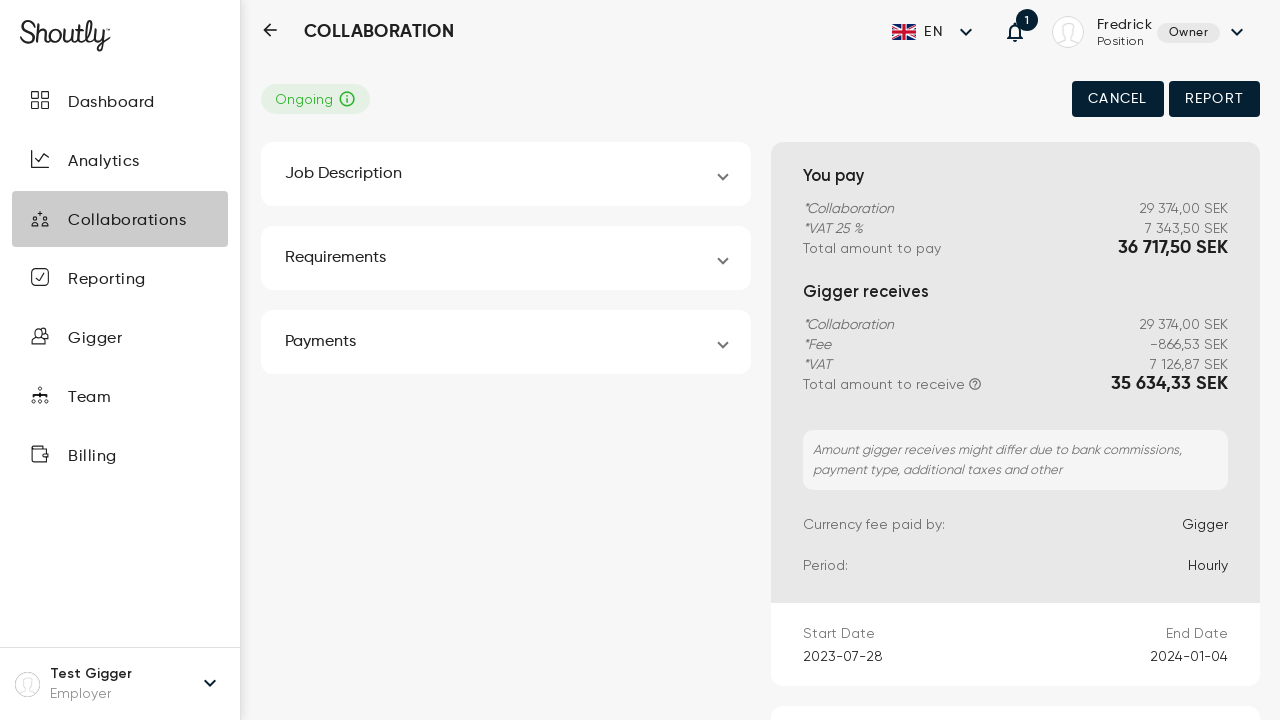 Shoutly
Dashboard
Analytics
Collaborations
Reporting
Gigger
Team
Billing
Test Gigger
Employer
COLLABORATION
EN
1
Fredrick
Position
Owner
Ongoing
CANCEL
REPORT
Job Description
Requirements
Payments
You pay
*Collaboration 29 374,00 SEK
*VAT 25 % 7 343,50 SEK
Total amount to pay 36 717,50 SEK
Gigger receives
*Collaboration 29 374,00 SEK
*Fee −866,53 SEK
*VAT 7 126,87 SEK
Total amount to receive 35 634,33 SEK
Amount gigger receives might differ due to bank commissions,
payment type, additional taxes and other
Currency fee paid by: Gigger
Period: Hourly
Start Date End Date
2023-07-28 2024-01-04